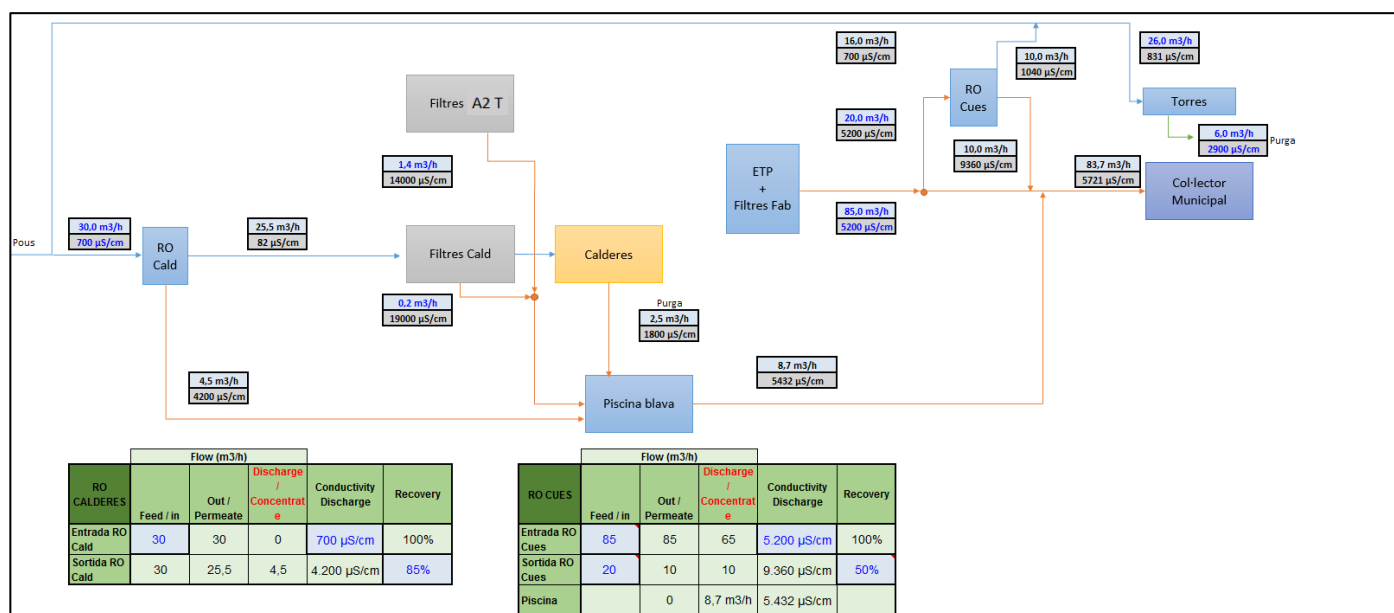 16,0 m3/h
700 µS/cm
10,0 m3/h
1040 µS/cm
26,0 m3/h
831 µS/cm
RO
Cues
Filtres A2 T
Torres
20,0 m3/h
5200 µS/cm
6,0 m3/h
2900 µS/cm
Purga
1,4 m3/h
14000 µS/cm
ETP
+
Filtres Fab
10,0 m3/h
9360 µS/cm
83,7 m3/h
5721 µS/cm
Col·lector
Municipal
85,0 m3/h
5200 µS/cm
Pous
30,0 m3/h
700 µS/cm
RO
Cald
25,5 m3/h
82 µS/cm
Filtres Cald
Calderes
0,2 m3/h
19000 µS/cm
Purga
2,5 m3/h
1800 µS/cm
4,5 m3/h
4200 µS/cm
Piscina blava
8,7 m3/h
5432 µS/cm
Flow (m3/h)
RO CALDERES Feed / in Out / Permeate Discharge / Concentrate Conductivity Discharge Recovery
Entrada RO Cald 30 30 0 700 µS/cm 100%
Sortida RO Cald 30 25,5 4,5 4.200 µS/cm 85%
Flow (m3/h)
RO CUES Feed / in Out / Permeate Discharge / Concentrate Conductivity Discharge Recovery
Entrada RO Cues 85 85 65 5.200 µS/cm 100%
Sortida RO Cues 20 10 10 9.360 µS/cm 50%
Piscina 0 8,7 m3/h 5.432 µS/cm